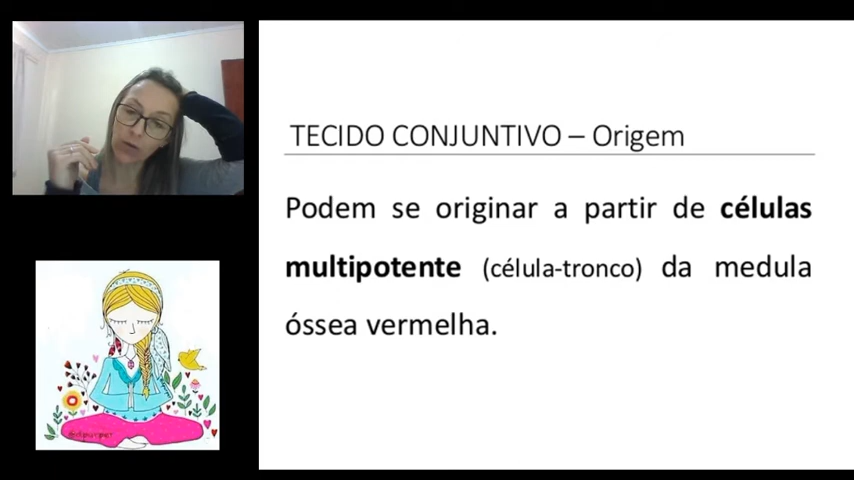 TECIDO CONJUNTIVO – Origem
Podem se originar a partir de células
multipotente (célula-tronco) da medula
óssea vermelha.